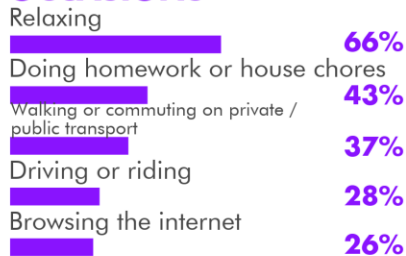 Relaxing
66%
Doing homework or house chores
43%
Walking or commuting on private /
public transport
37%
Driving or riding
28%
Browsing the internet
26%